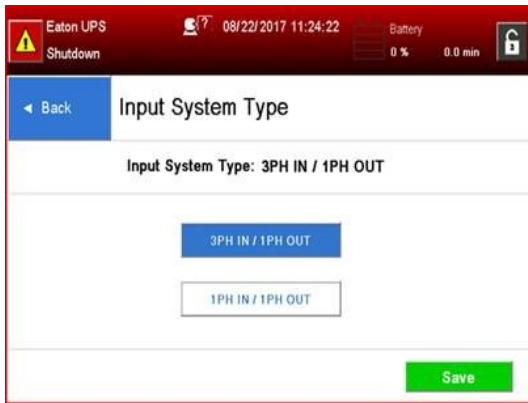 Eaton UPS
Shutdown
? 08/22/2017 11:24:22
Battery
0 % 0.0 min
◄ Back
Input System Type
Input System Type: 3PH IN / 1PH OUT
3PH IN / 1PH OUT
1PH IN / 1PH OUT
Save